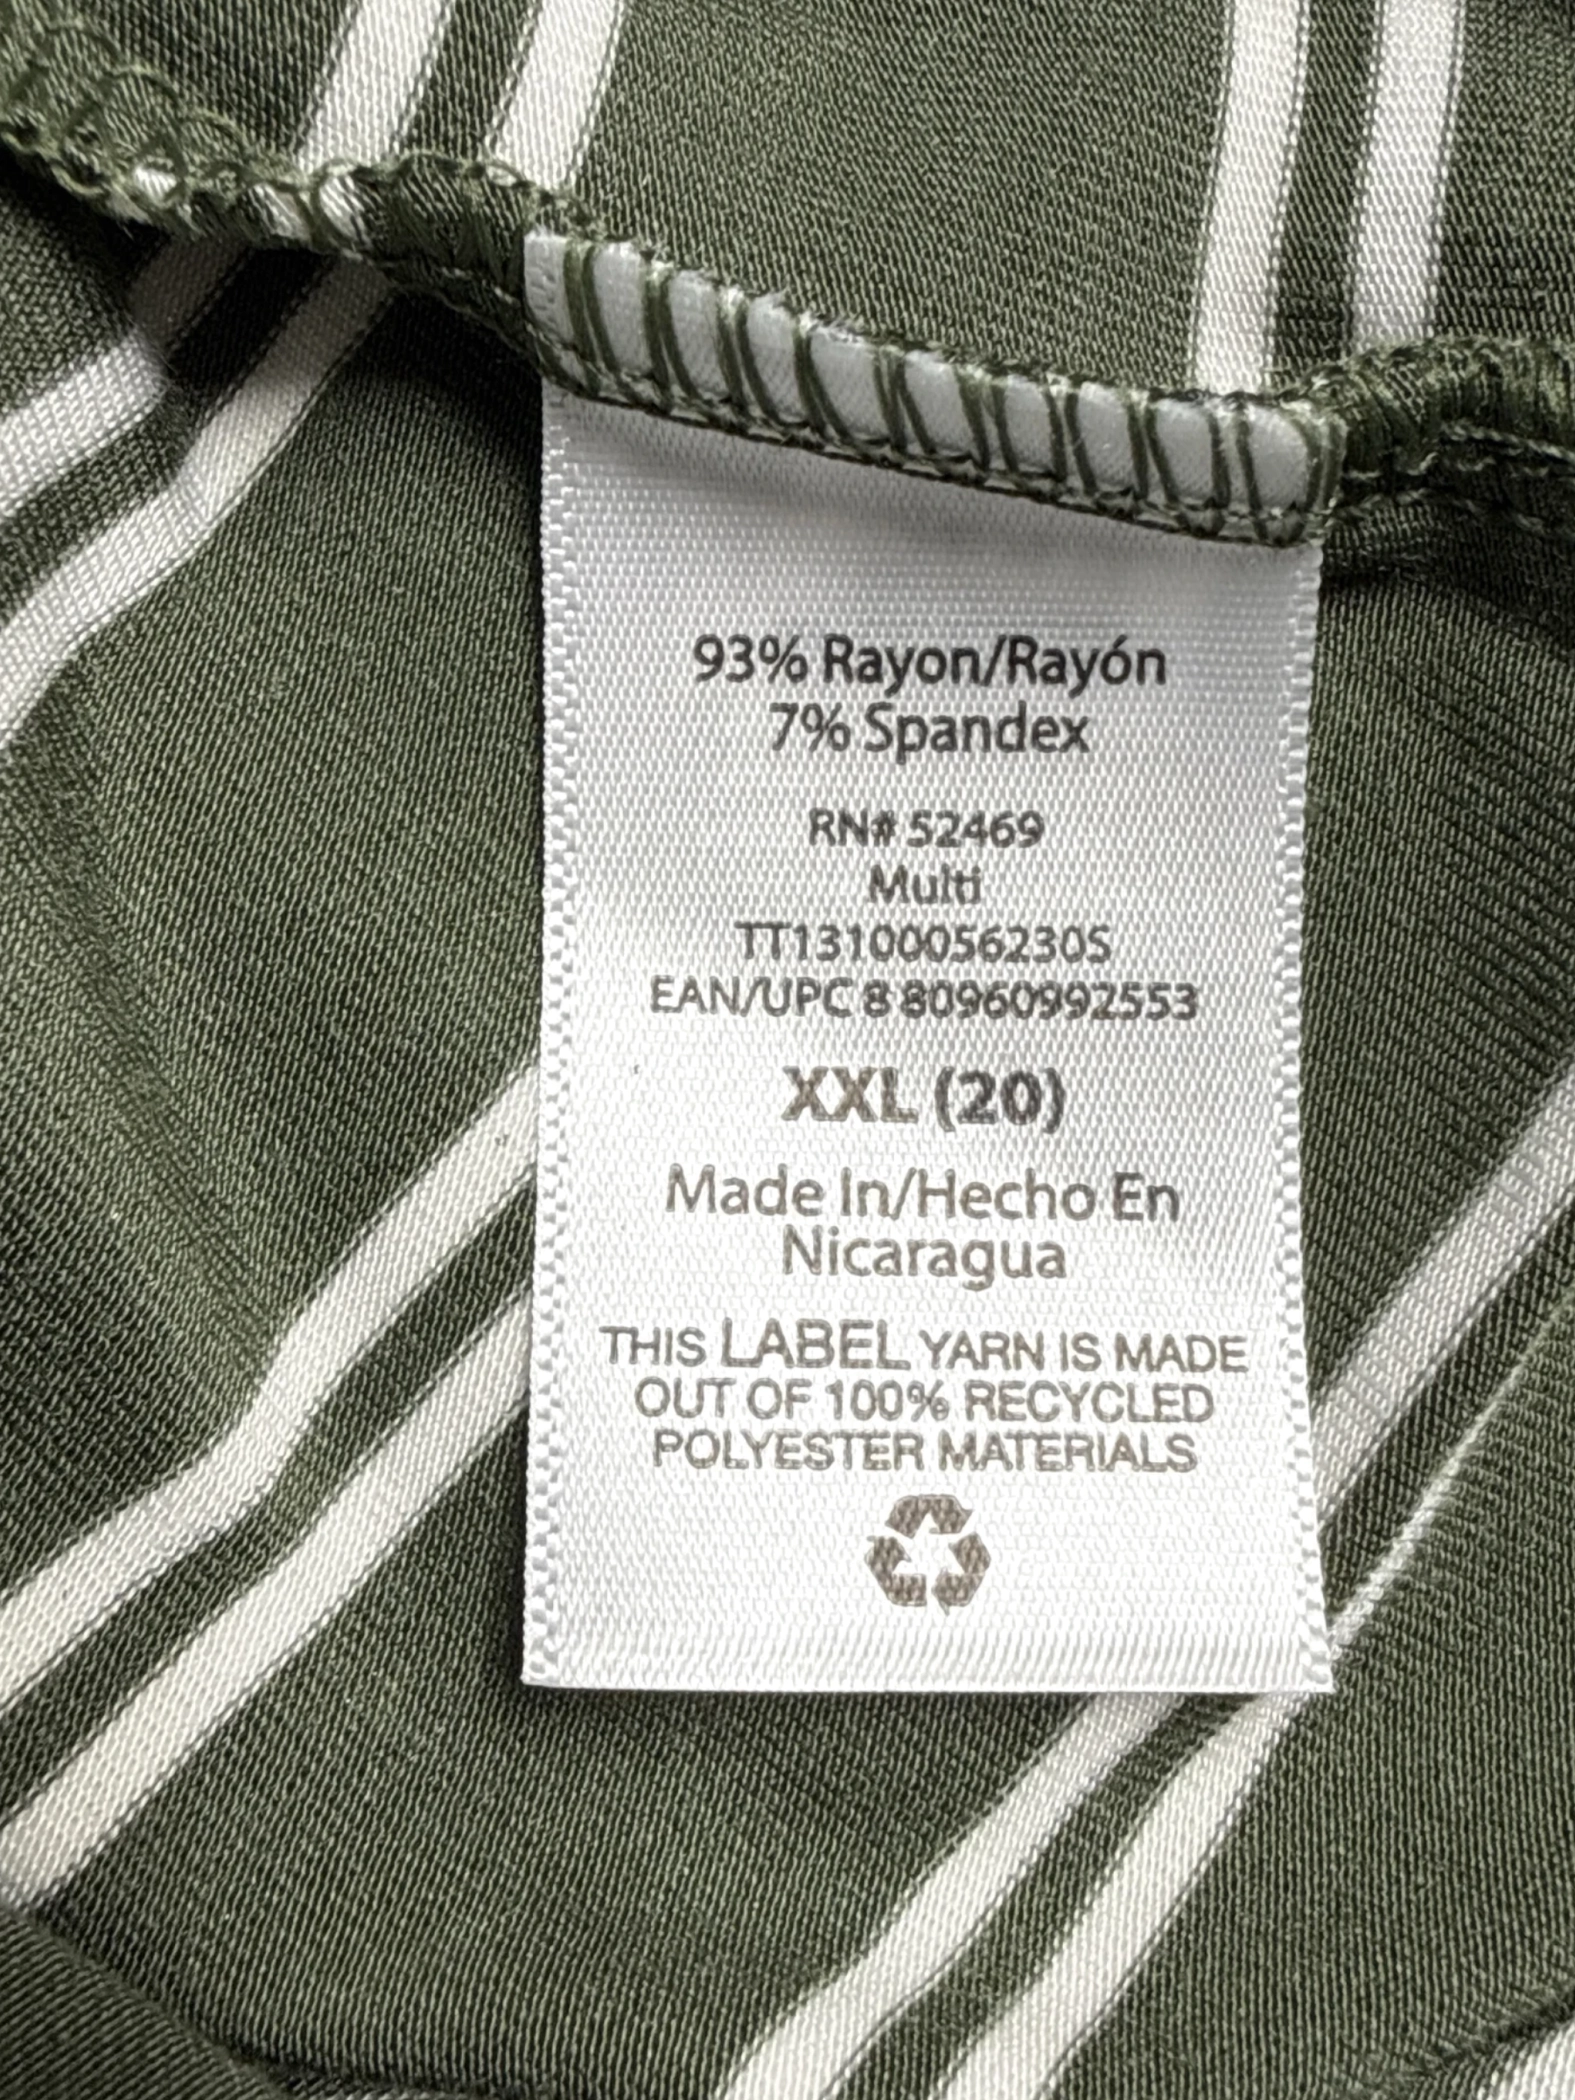 93% Rayon/Rayón
7% Spandex
RN# 52469
Multi
TT13100056230S
EAN/UPC 8 80960992553
XXL (20)
Made In/Hecho En
Nicaragua
THIS LABEL YARN IS MADE
OUT OF 100% RECYCLED
POLYESTER MATERIALS